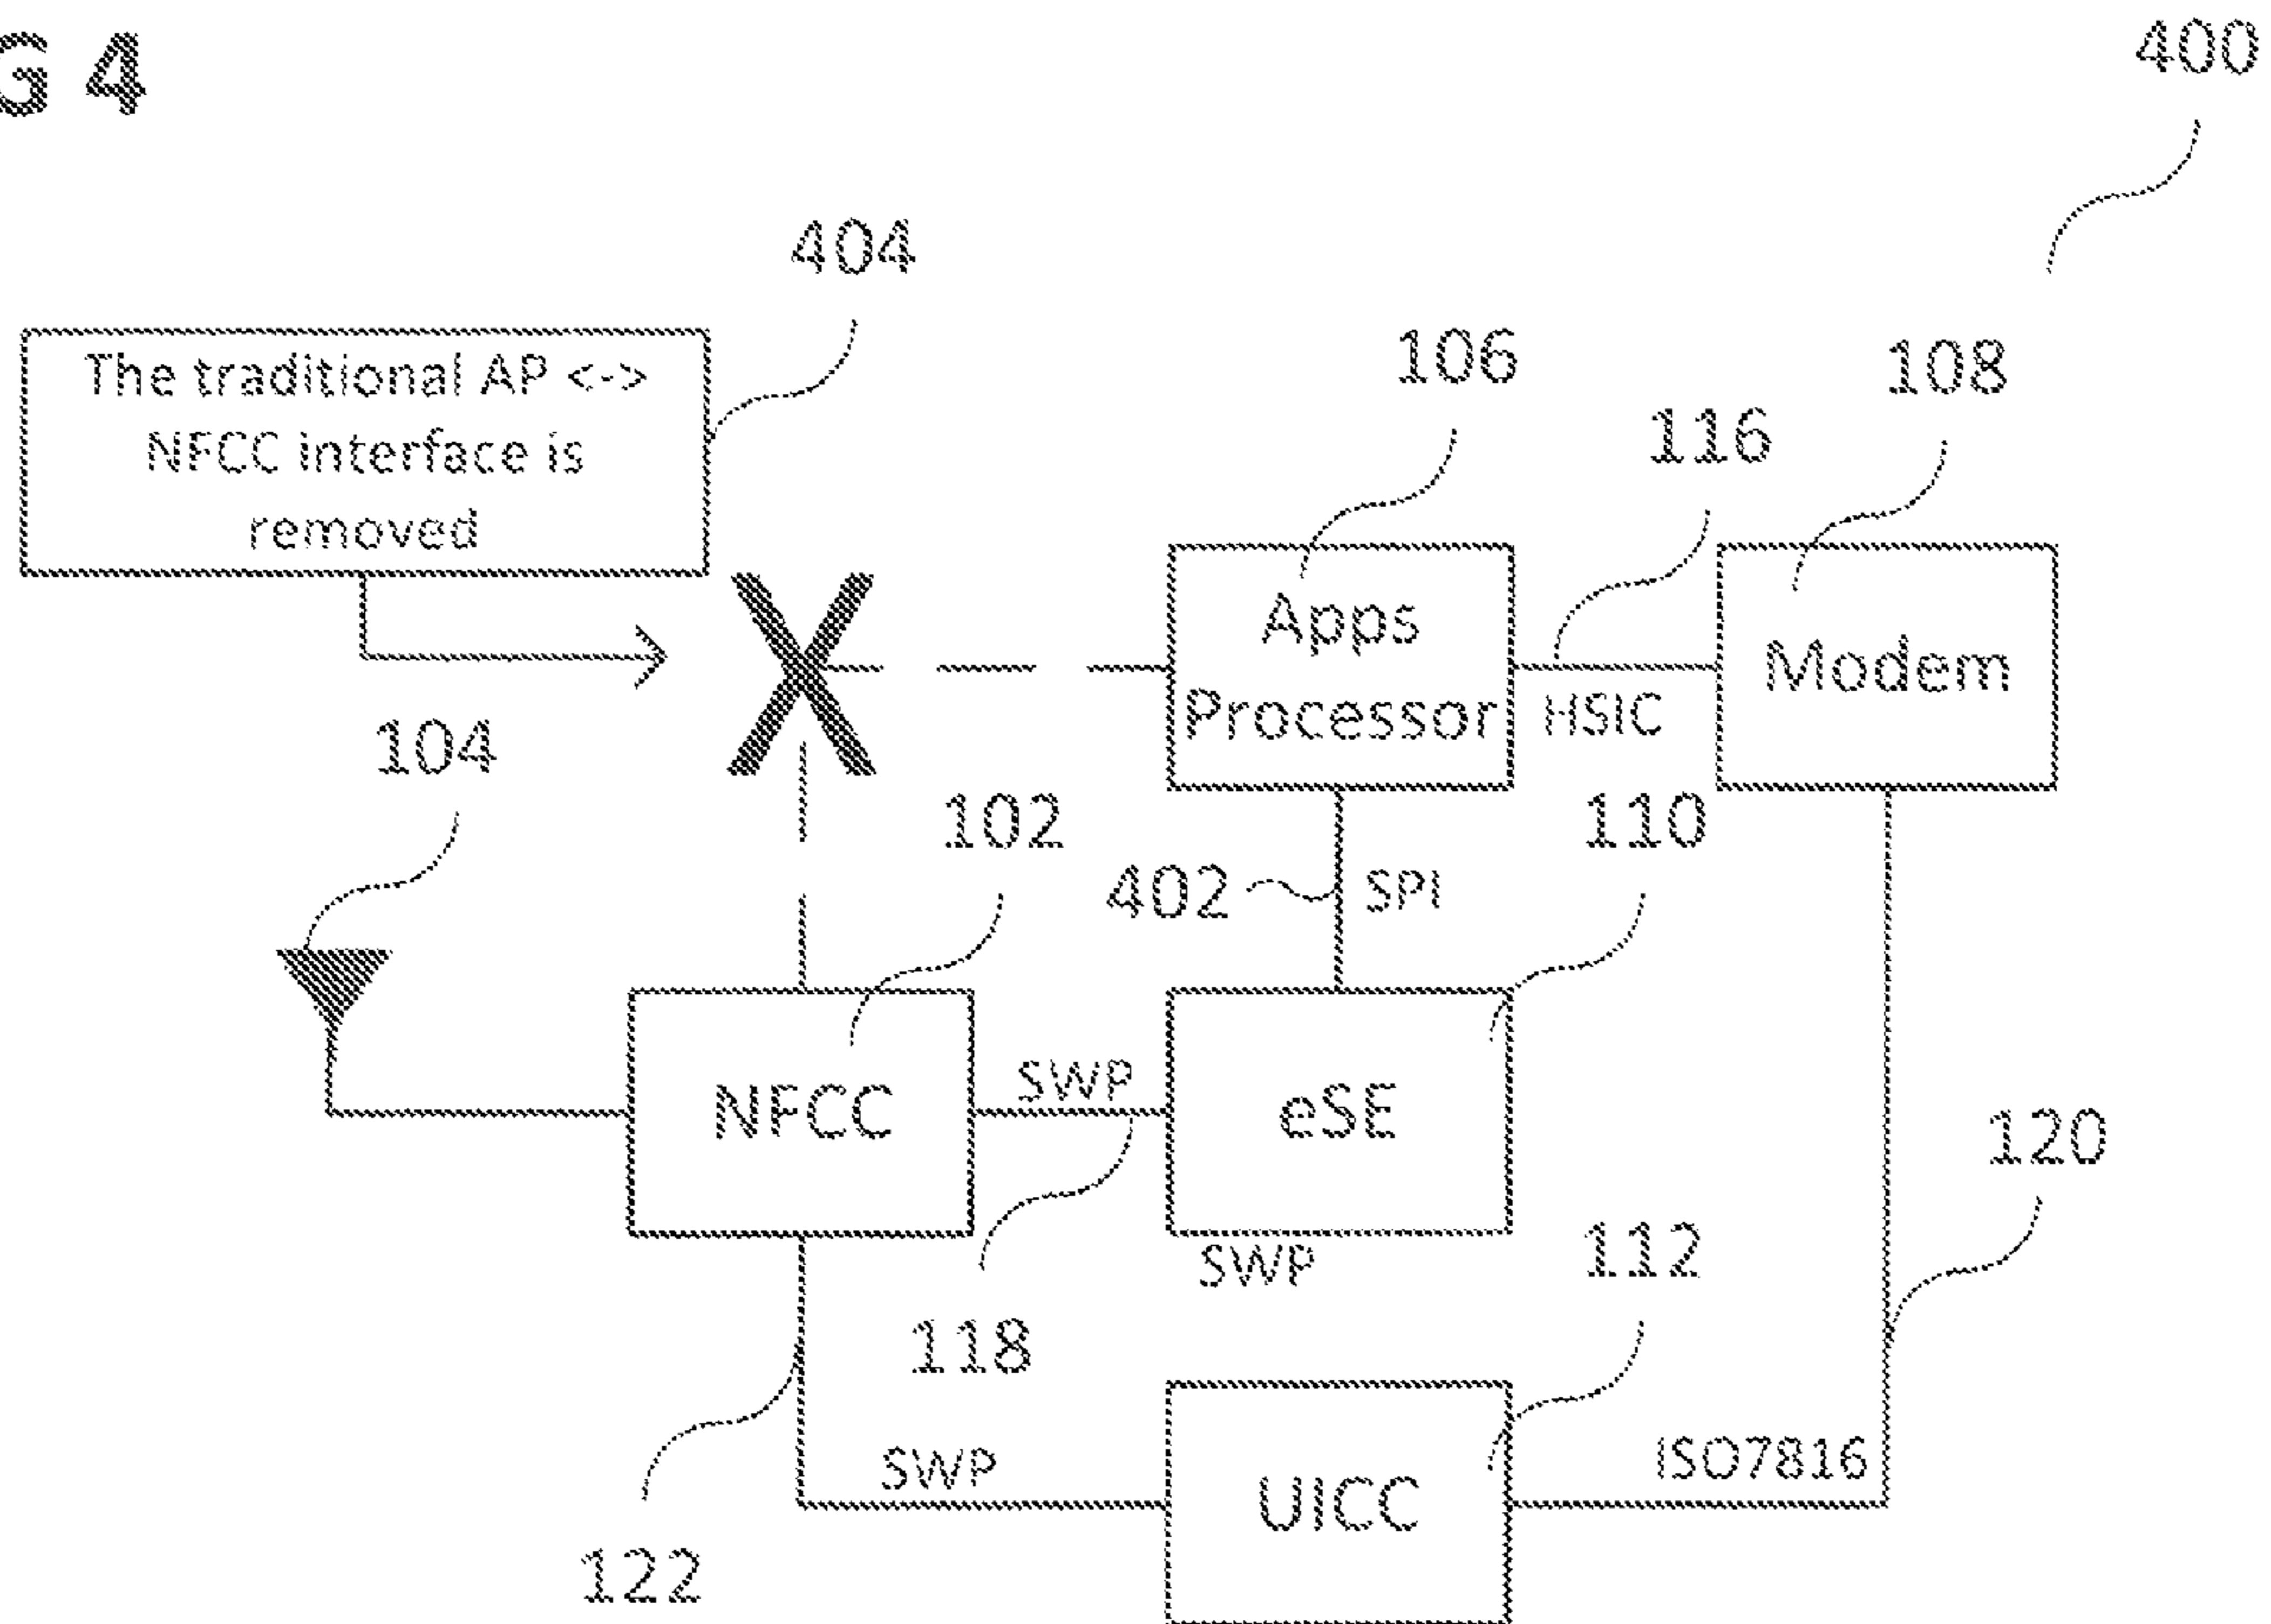 G 4
400
404
The traditional AP <->
NFCC interface is
removed
106
108
116
Apps
Processor
HSIC
Modem
104
102
110
402
SPI
NFCC
SWP
eSE
120
SWP
112
118
SWP
UICC
ISO7816
122